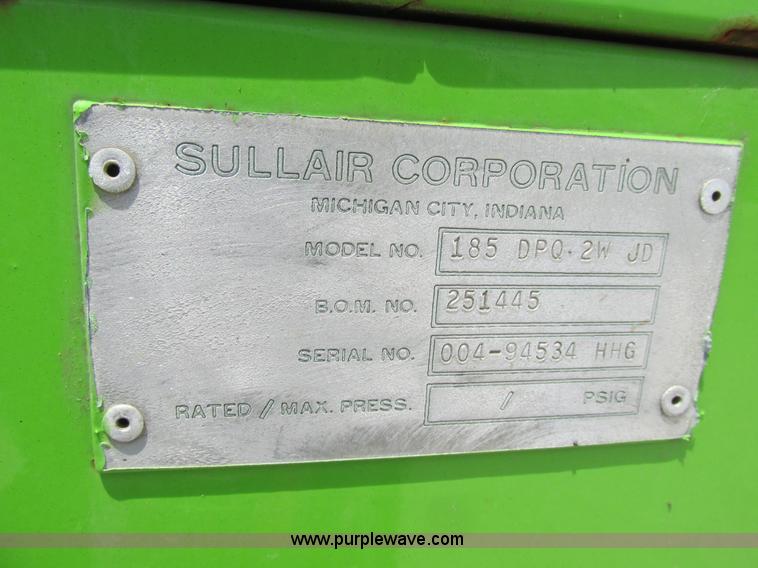 SULLAIR CORPORATION
MICHIGAN CITY, INDIANA
MODEL NO. 185 DPQ-2W JD
B.O.M. NO. 251445
SERIAL NO. 004-94534 HHG
RATED / MAX. PRESS. / PSIG
www.purplewave.com